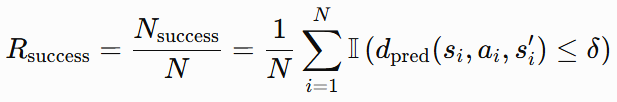 R_success = N_success / N = 1/N ∑_{i=1}^{N} 𝕀 (d_pred(s_i, a_i, s′_i) ≤ δ)